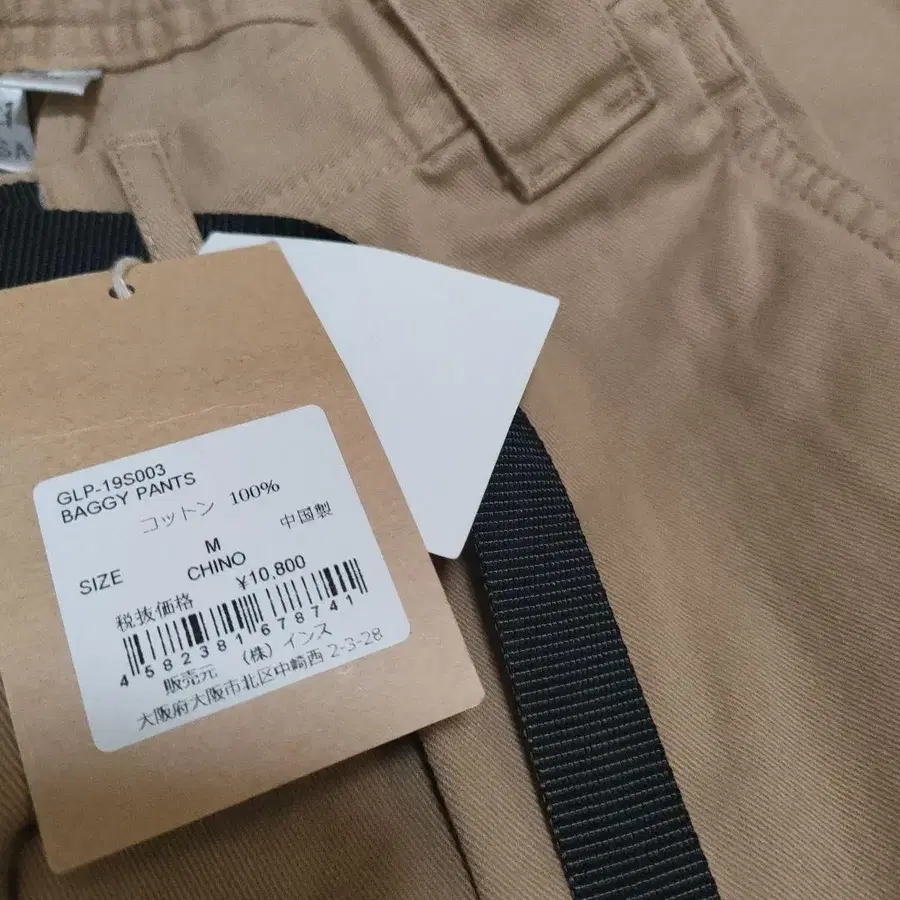 GLP-19S003
BAGGY PANTS
コットン 100%
中国製
SIZE M
CHINO
¥10,800
税抜価格
4582381678741
販売元 (株) インス
大阪府大阪市北区中崎西 2-3-28